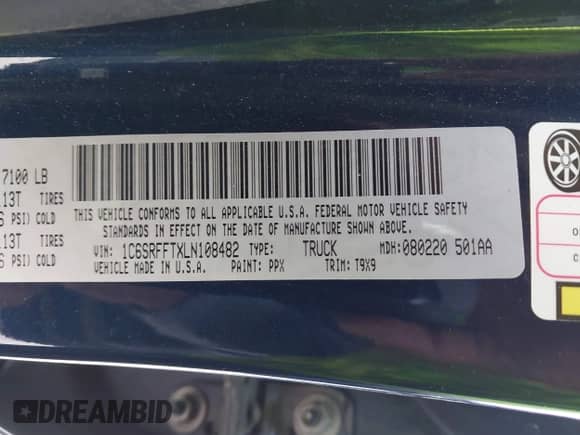 7100 LB
13T TIRES
PSI) COLD
13T TIRES
PSI) COLD
THIS VEHICLE CONFORMS TO ALL APPLICABLE U.S.A. FEDERAL MOTOR VEHICLE SAFETY
STANDARDS IN EFFECT ON THE DATE OF MANUFACTURE SHOWN ABOVE.
VIN: 1C6SRFFTXLN108482 TYPE: TRUCK MDH: 080220 501AA
VEHICLE MADE IN U.S.A. PAINT: PPX TRIM: T9X9
DREAMBID